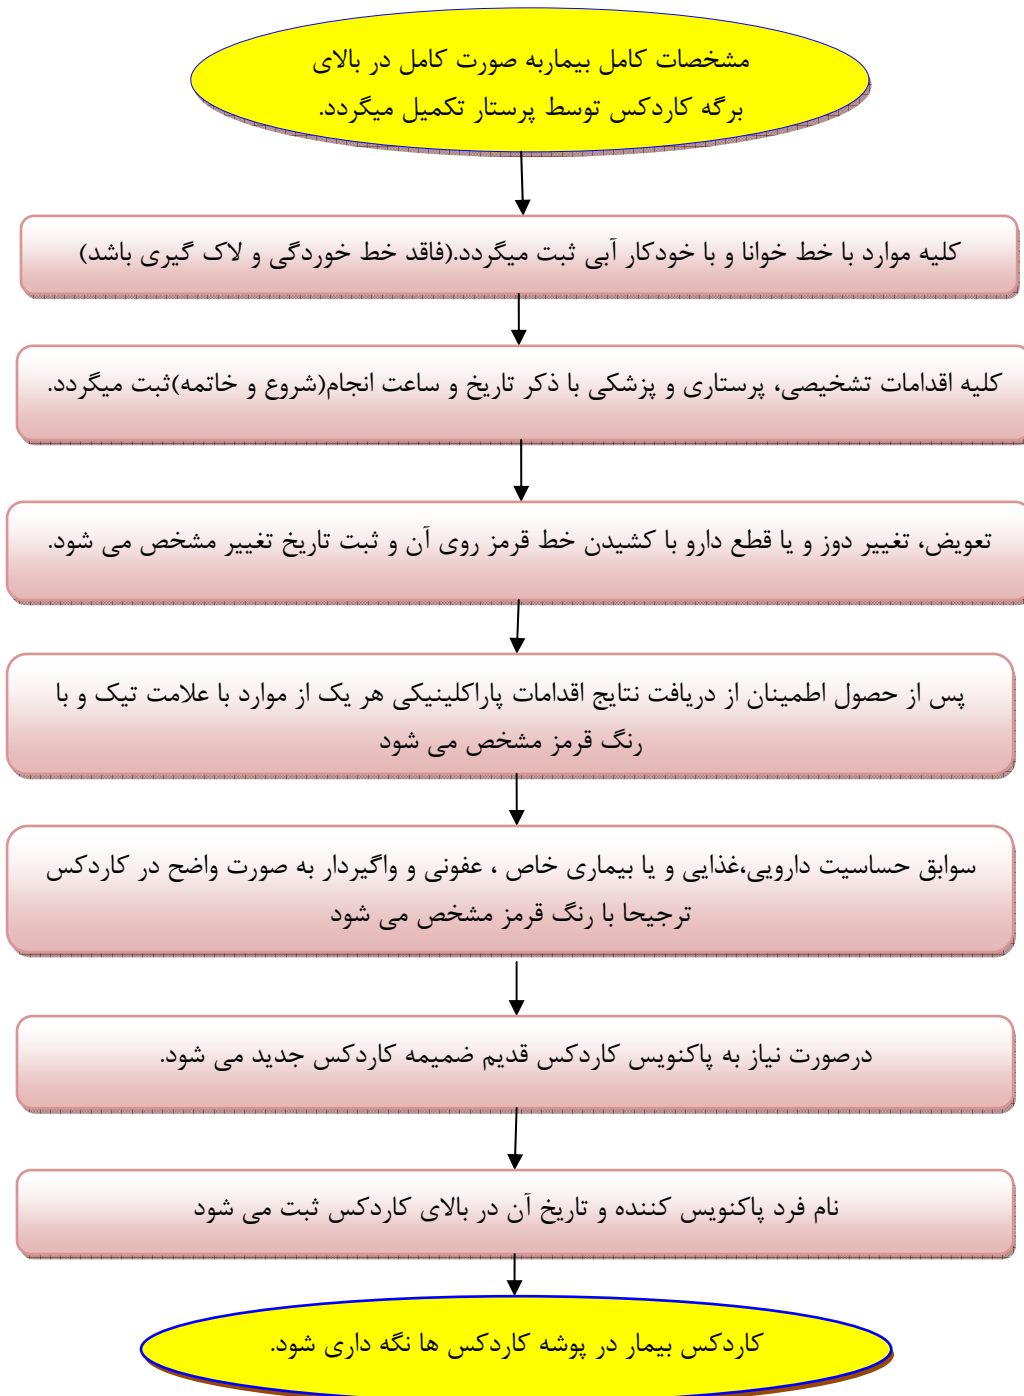 مشخصات کامل بیماربه صورت کامل در بالای
برگه کاردکس توسط پرستار تکمیل میگردد.
کلیه موارد با خط خوانا و با خودکار آبی ثبت میگردد.(فاقد خط خوردگی و لاک گیری باشد)
کلیه اقدامات تشخیصی، پرستاری و پزشکی با ذکر تاریخ و ساعت انجام(شروع و خاتمه)ثبت میگردد.
تعویض، تغییر دوز و یا قطع دارو با کشیدن خط قرمز روی آن و ثبت تاریخ تغییر مشخص می شود.
پس از حصول اطمینان از دریافت نتایج اقدامات پاراکلینیکی هر یک از موارد با علامت تیک و با
رنگ قرمز مشخص می شود
سوابق حساسیت دارویی،غذایی و یا بیماری خاص ، عفونی و واگیردار به صورت واضح در کاردکس
ترجیحا با رنگ قرمز مشخص می شود
درصورت نیاز به پاکنویس کاردکس قدیم ضمیمه کاردکس جدید می شود.
نام فرد پاکنویس کننده و تاریخ آن در بالای کاردکس ثبت می شود
کاردکس بیمار در پوشه کاردکس ها نگه داری شود.